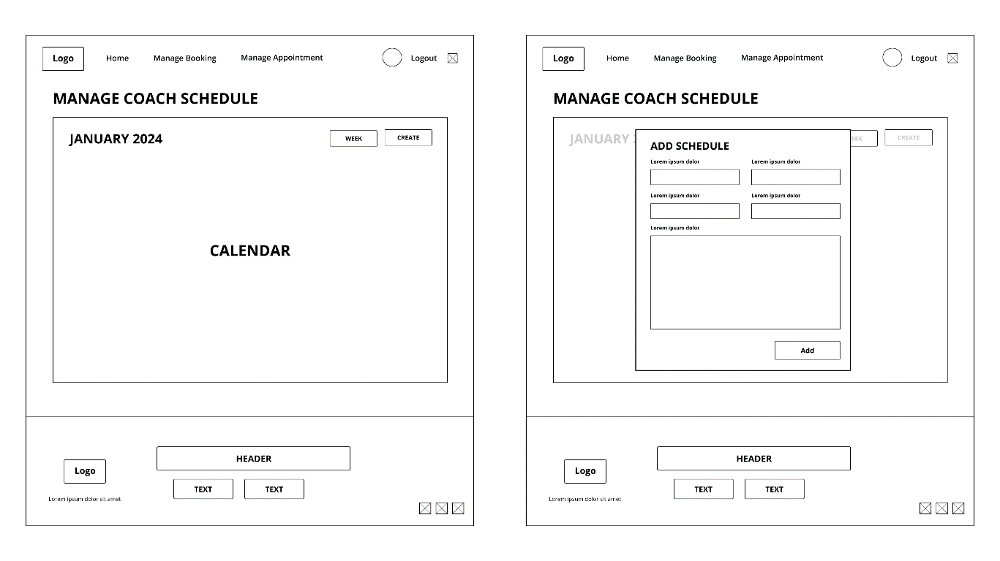 Logo Home Manage Booking Manage Appointment Logout
MANAGE COACH SCHEDULE
JANUARY 2024 WEEK CREATE
CALENDAR
HEADER
Logo
TEXT TEXT
Lorem ipsum dolor sit amet
Logo Home Manage Booking Manage Appointment Logout
MANAGE COACH SCHEDULE
JANUARY CREATE
ADD SCHEDULE
Lorem ipsum dolor Lorem ipsum dolor
Lorem ipsum dolor Lorem ipsum dolor
Lorem ipsum dolor
Add
HEADER
Logo
TEXT TEXT
Lorem ipsum dolor sit amet